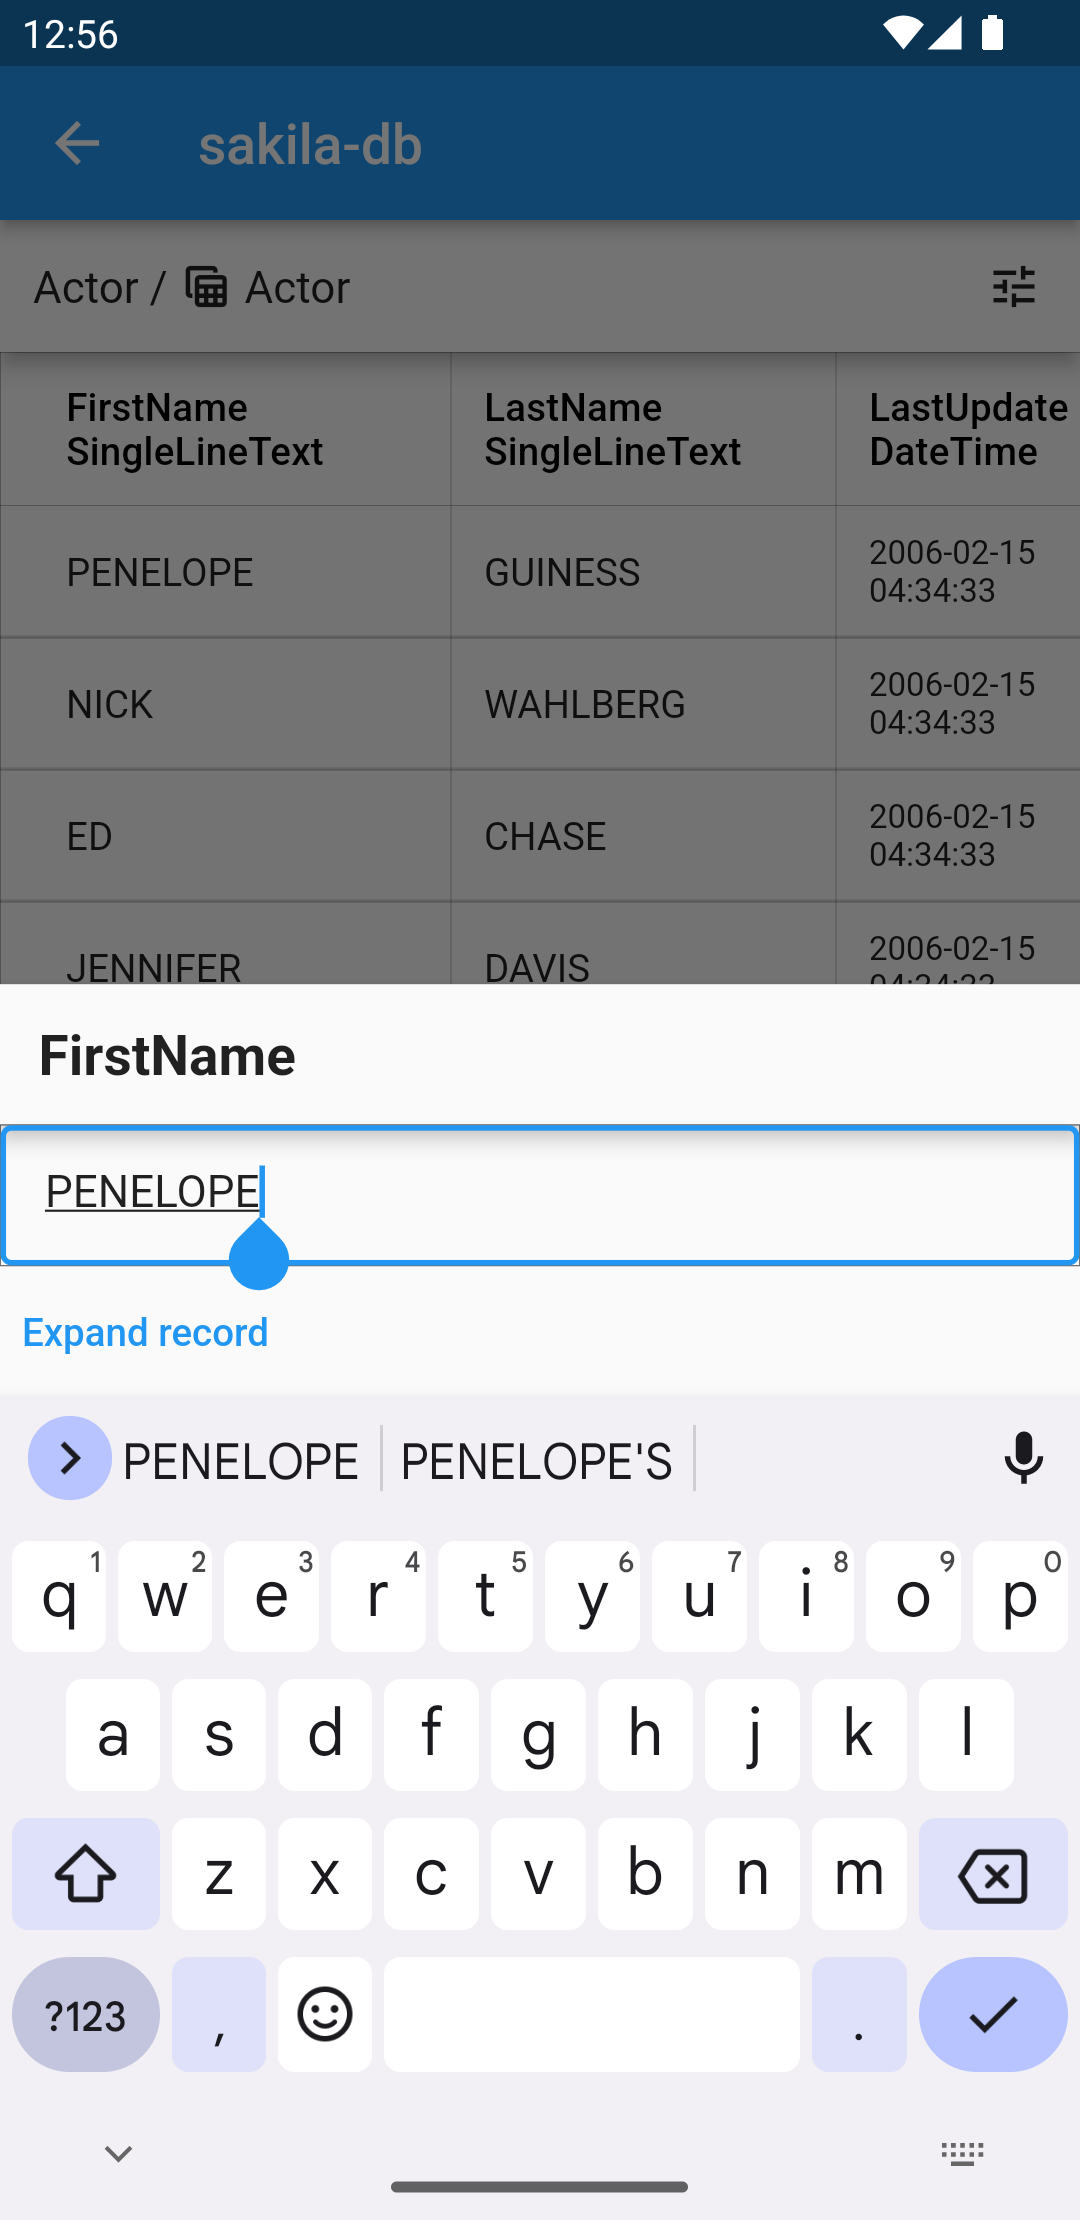 12:56
sakila-db
Actor / Actor
FirstName LastName LastUpdate
SingleLineText SingleLineText DateTime
PENELOPE GUINESS 2006-02-15 04:34:33
NICK WAHLBERG 2006-02-15 04:34:33
ED CHASE 2006-02-15 04:34:33
JENNIFER DAVIS 2006-02-15
FirstName
PENELOPE
Expand record
PENELOPE PENELOPE'S
q 1 w 2 e 3 r 4 t 5 y 6 u 7 i 8 o 9 p 0
a s d f g h j k l
z x c v b n m
?123 , .